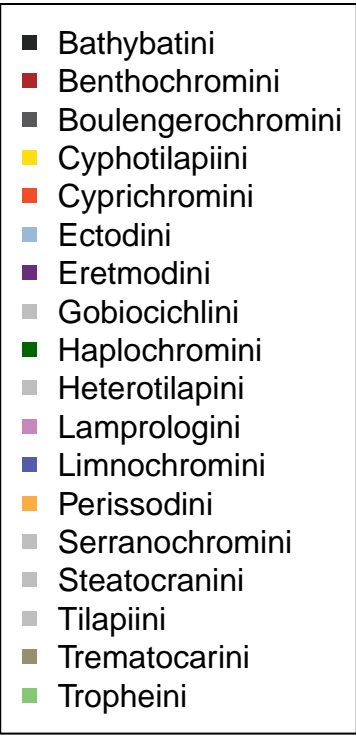 Bathybatini
Benthochromini
Boulengerochromini
Cyphotilapiini
Cyprichromini
Ectodini
Eretmodini
Gobiocichlini
Haplochromini
Heterotilapini
Lamprologini
Limnochromini
Perissodini
Serranochromini
Steatocranini
Tilapiini
Trematocarini
Tropheini